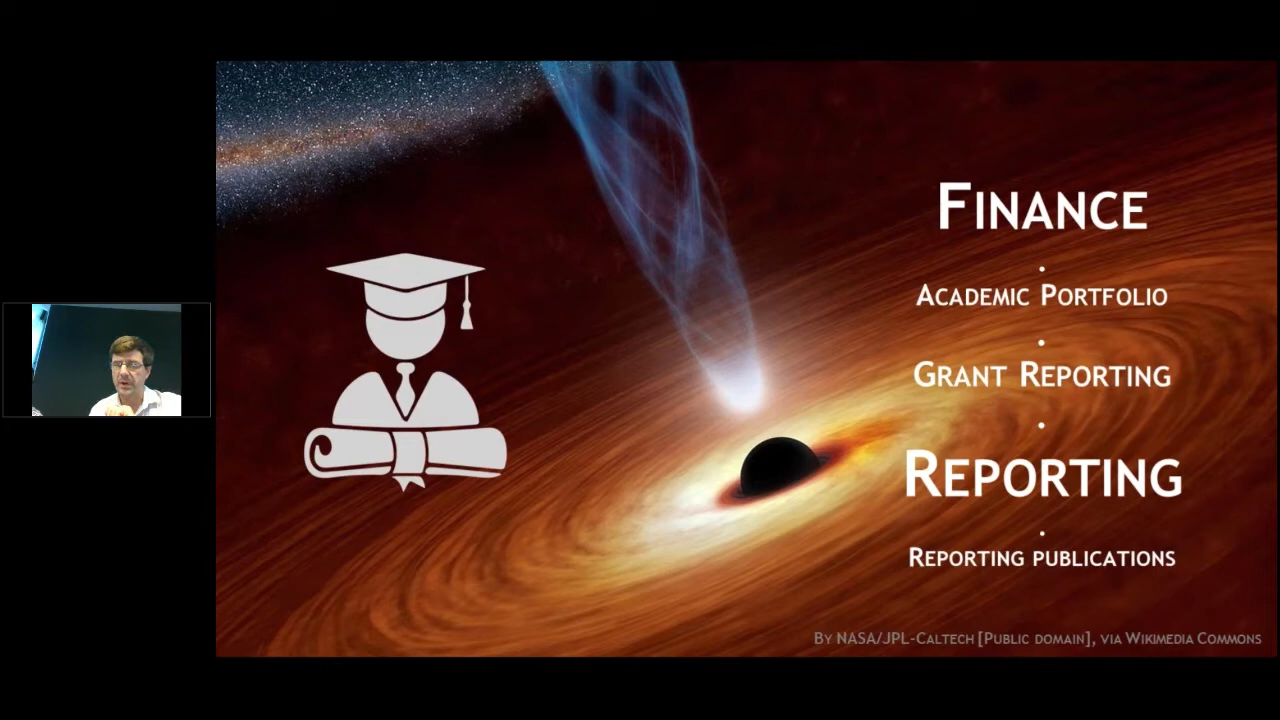 Finance
.
Academic Portfolio
.
Grant Reporting
.
Reporting
.
Reporting publications
By NASA/JPL-Caltech [Public domain], via Wikimedia Commons